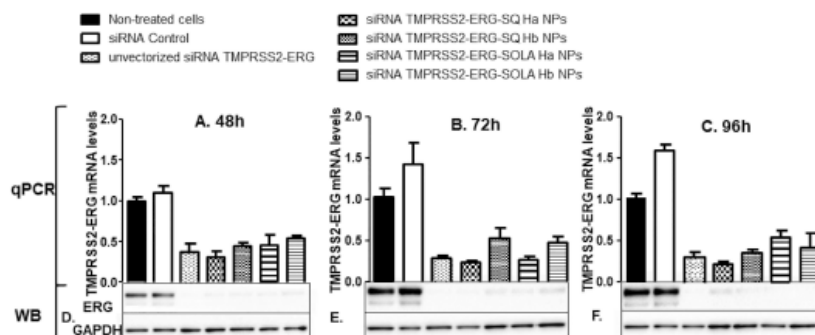 Non-treated cells
siRNA Control
unvectorized siRNA TMPRSS2-ERG
siRNA TMPRSS2-ERG-SQ Ha NPs
siRNA TMPRSS2-ERG-SQ Hb NPs
siRNA TMPRSS2-ERG-SOLA Ha NPs
siRNA TMPRSS2-ERG-SOLA Hb NPs
qPCR
TMPRSS2-ERG mRNA levels
2.0
1.5
1.0
0.5
0.0
A. 48h
TMPRSS2-ERG mRNA levels
2.0
1.5
1.0
0.5
0.0
B. 72h
TMPRSS2-ERG mRNA levels
2.0
1.5
1.0
0.5
0.0
C. 96h
WB
D.
ERG
GAPDH
E.
F.